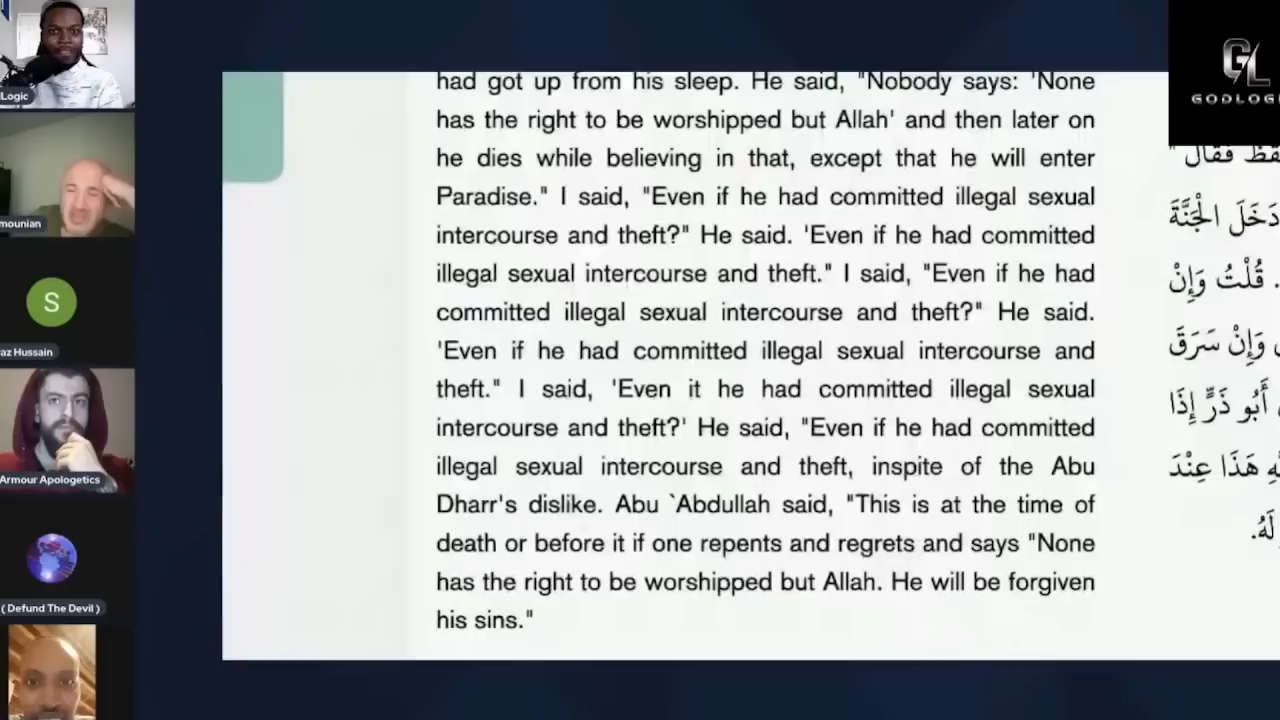 Logic
mounian
S
raz Hussain
Armour Apologetics
( Defund The Devil )
had got up from his sleep. He said, "Nobody says: 'None
has the right to be worshipped but Allah' and then later on
he dies while believing in that, except that he will enter
Paradise." I said, "Even if he had committed illegal sexual
intercourse and theft?" He said. 'Even if he had committed
illegal sexual intercourse and theft." I said, "Even if he had
committed illegal sexual intercourse and theft?" He said.
'Even if he had committed illegal sexual intercourse and
theft." I said, 'Even it he had committed illegal sexual
intercourse and theft?' He said, "Even if he had committed
illegal sexual intercourse and theft, inspite of the Abu
Dharr's dislike. Abu `Abdullah said, "This is at the time of
death or before it if one repents and regrets and says "None
has the right to be worshipped but Allah. He will be forgiven
his sins."
GL
GODLOGI
فَقَالَ "
دَخَلَ الْجَنَّةَ
. قُلْتُ وَإِنْ
وَإِنْ سَرَقَ
أَبُو ذَرٍّ إِذَا
هَذَا عِنْدَ
لَهُ.